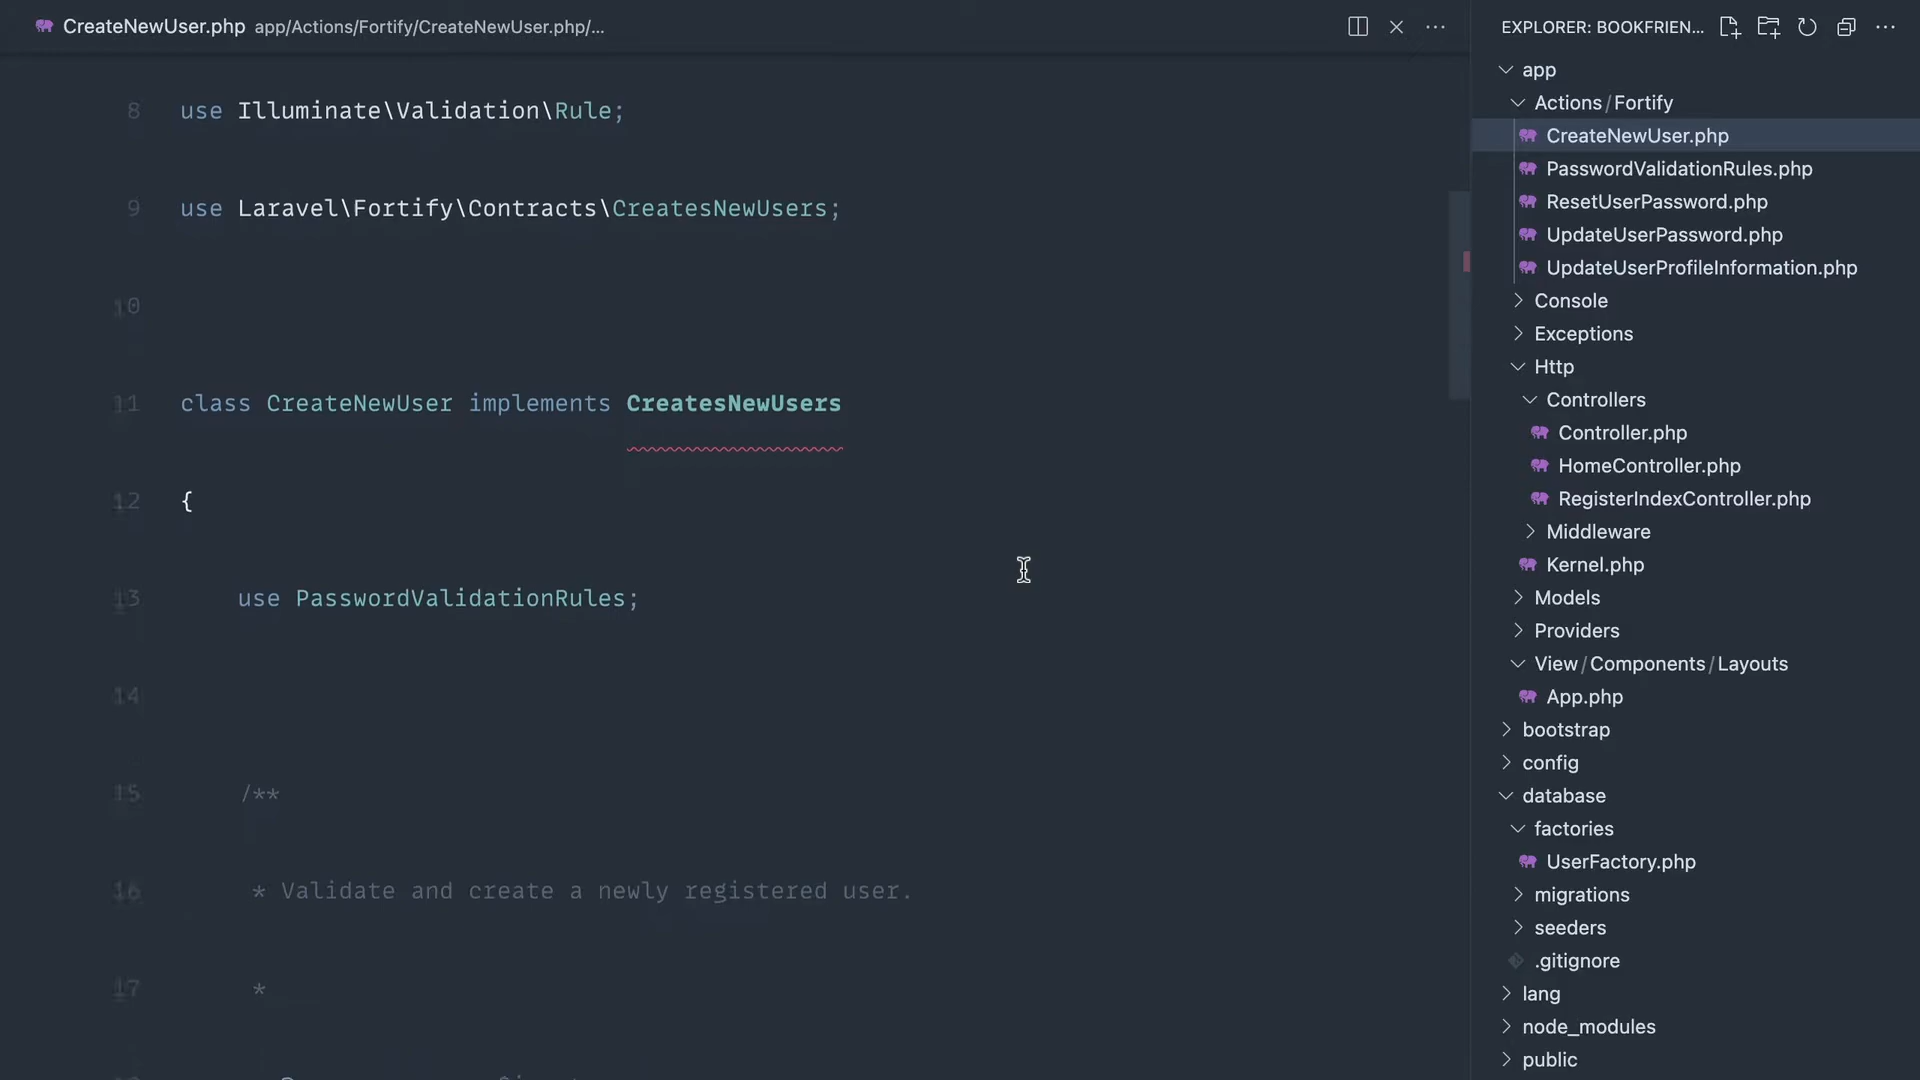 CreateNewUser.php app/Actions/Fortify/CreateNewUser.php/...
8 use Illuminate\Validation\Rule;
9 use Laravel\Fortify\Contracts\CreatesNewUsers;
10
11 class CreateNewUser implements CreatesNewUsers
12 {
13 use PasswordValidationRules;
14
15 /**
16 * Validate and create a newly registered user.
17 *
EXPLORER: BOOKFRIEN...
app
Actions/Fortify
CreateNewUser.php
PasswordValidationRules.php
ResetUserPassword.php
UpdateUserPassword.php
UpdateUserProfileInformation.php
Console
Exceptions
Http
Controllers
Controller.php
HomeController.php
RegisterIndexController.php
Middleware
Kernel.php
Models
Providers
View/Components/Layouts
App.php
bootstrap
config
database
factories
UserFactory.php
migrations
seeders
.gitignore
lang
node_modules
public